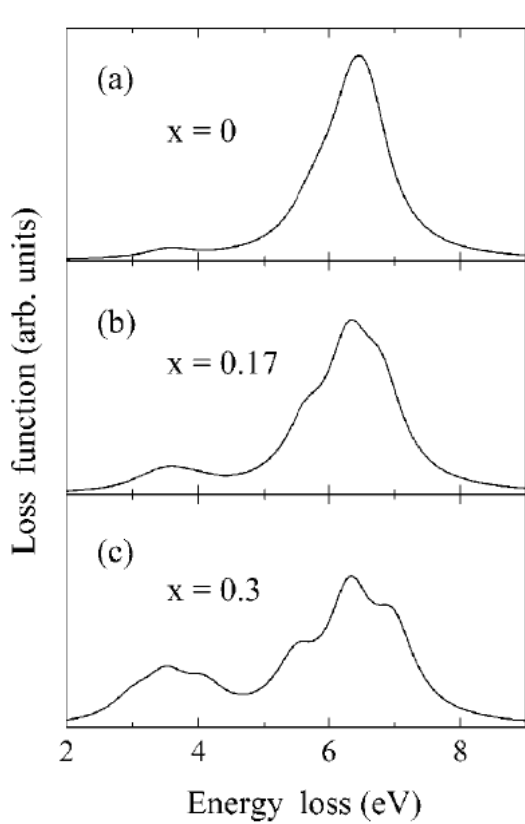 (a)
x = 0
(b)
x = 0.17
(c)
x = 0.3
Loss function (arb. units)
2 4 6 8
Energy loss (eV)